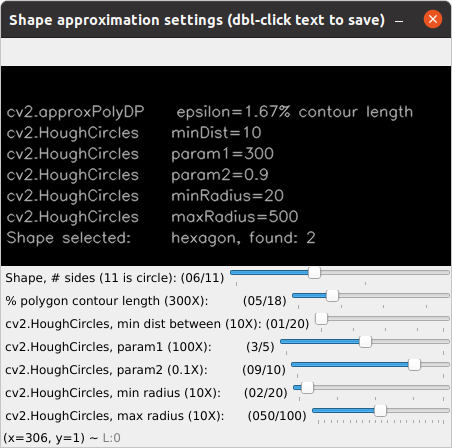 Shape approximation settings (dbl-click text to save)
cv2.approxPolyDP epsilon=1.67% contour length
cv2.HoughCircles minDist=10
cv2.HoughCircles param1=300
cv2.HoughCircles param2=0.9
cv2.HoughCircles minRadius=20
cv2.HoughCircles maxRadius=500
Shape selected: hexagon, found: 2
Shape, # sides (11 is circle): (06/11)
% polygon contour length (300X): (05/18)
cv2.HoughCircles, min dist between (10X): (01/20)
cv2.HoughCircles, param1 (100X): (3/5)
cv2.HoughCircles, param2 (0.1X): (09/10)
cv2.HoughCircles, min radius (10X): (02/20)
cv2.HoughCircles, max radius (10X): (050/100)
(x=306, y=1) ~ L:0